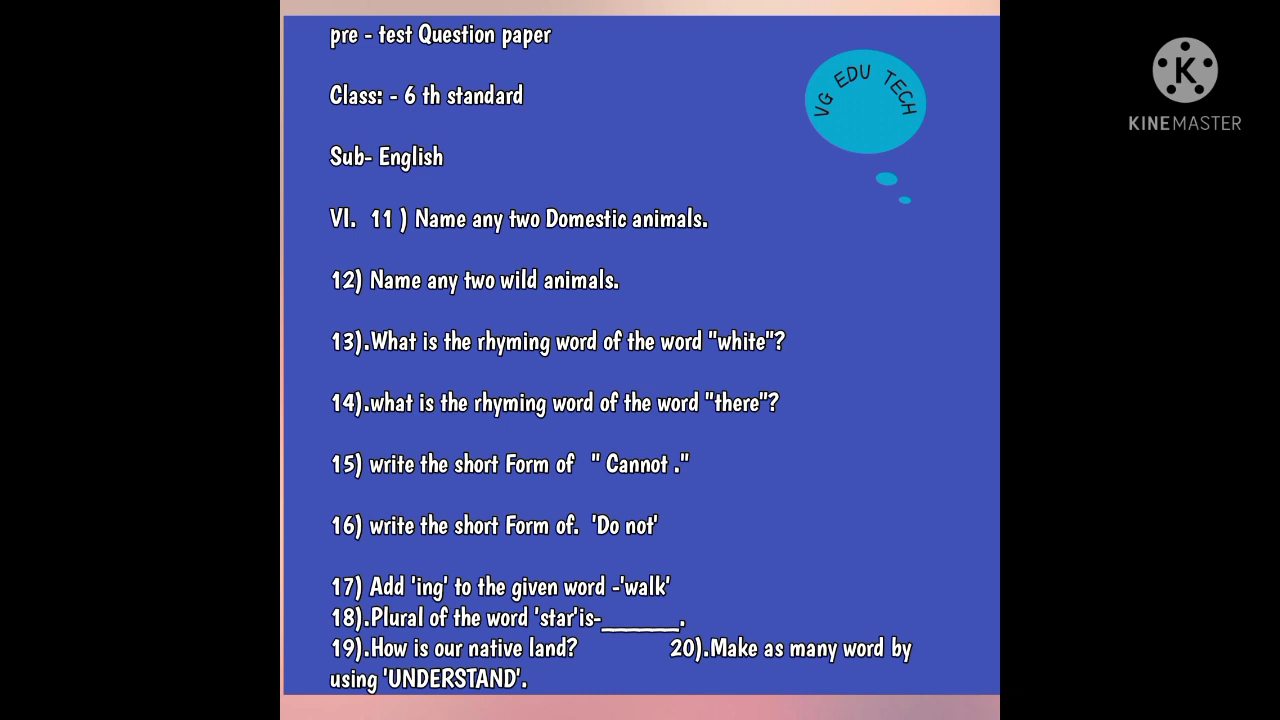 pre - test Question paper
VG EDU TECH
K
KINEMASTER
Class: - 6 th standard
Sub- English
VI.  11 ) Name any two Domestic animals.
12) Name any two wild animals.
13).What is the rhyming word of the word "white"?
14).what is the rhyming word of the word "there"?
15) write the short Form of  " Cannot ."
16) write the short Form of.  'Do not'
17) Add 'ing' to the given word -'walk'
18).Plural of the word 'star'is-_______.
19).How is our native land?          20).Make as many word by
using 'UNDERSTAND'.